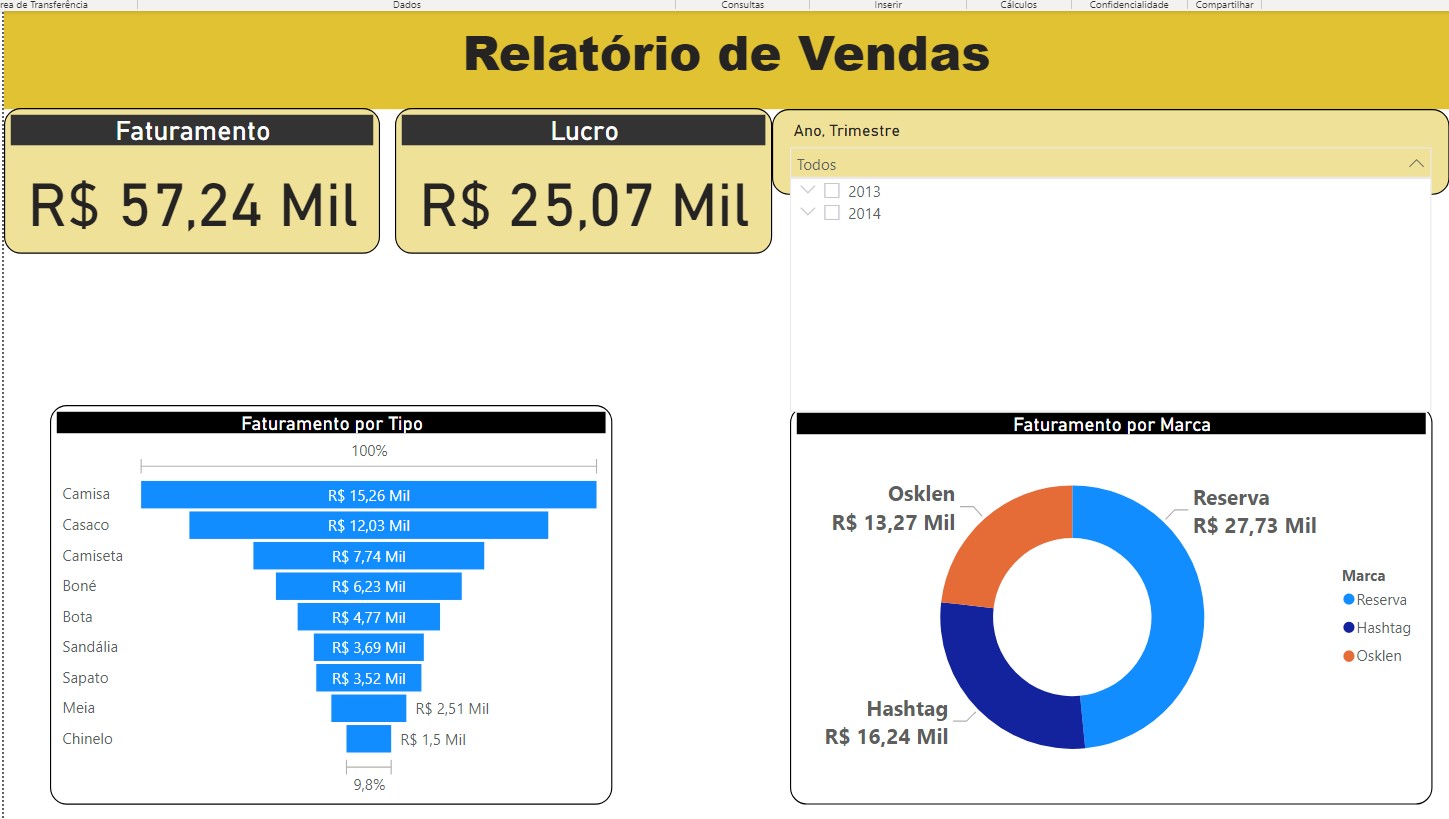 rea de Transferência
Dados
Consultas
Inserir
Cálculos
Confidencialidade
Compartilhar
Relatório de Vendas
Faturamento
R$ 57,24 Mil
Lucro
R$ 25,07 Mil
Ano, Trimestre
Todos
2013
2014
Faturamento por Tipo
100%
Camisa R$ 15,26 Mil
Casaco R$ 12,03 Mil
Camiseta R$ 7,74 Mil
Boné R$ 6,23 Mil
Bota R$ 4,77 Mil
Sandália R$ 3,69 Mil
Sapato R$ 3,52 Mil
Meia R$ 2,51 Mil
Chinelo R$ 1,5 Mil
9,8%
Faturamento por Marca
Osklen
R$ 13,27 Mil
Reserva
R$ 27,73 Mil
Hashtag
R$ 16,24 Mil
Marca
Reserva
Hashtag
Osklen